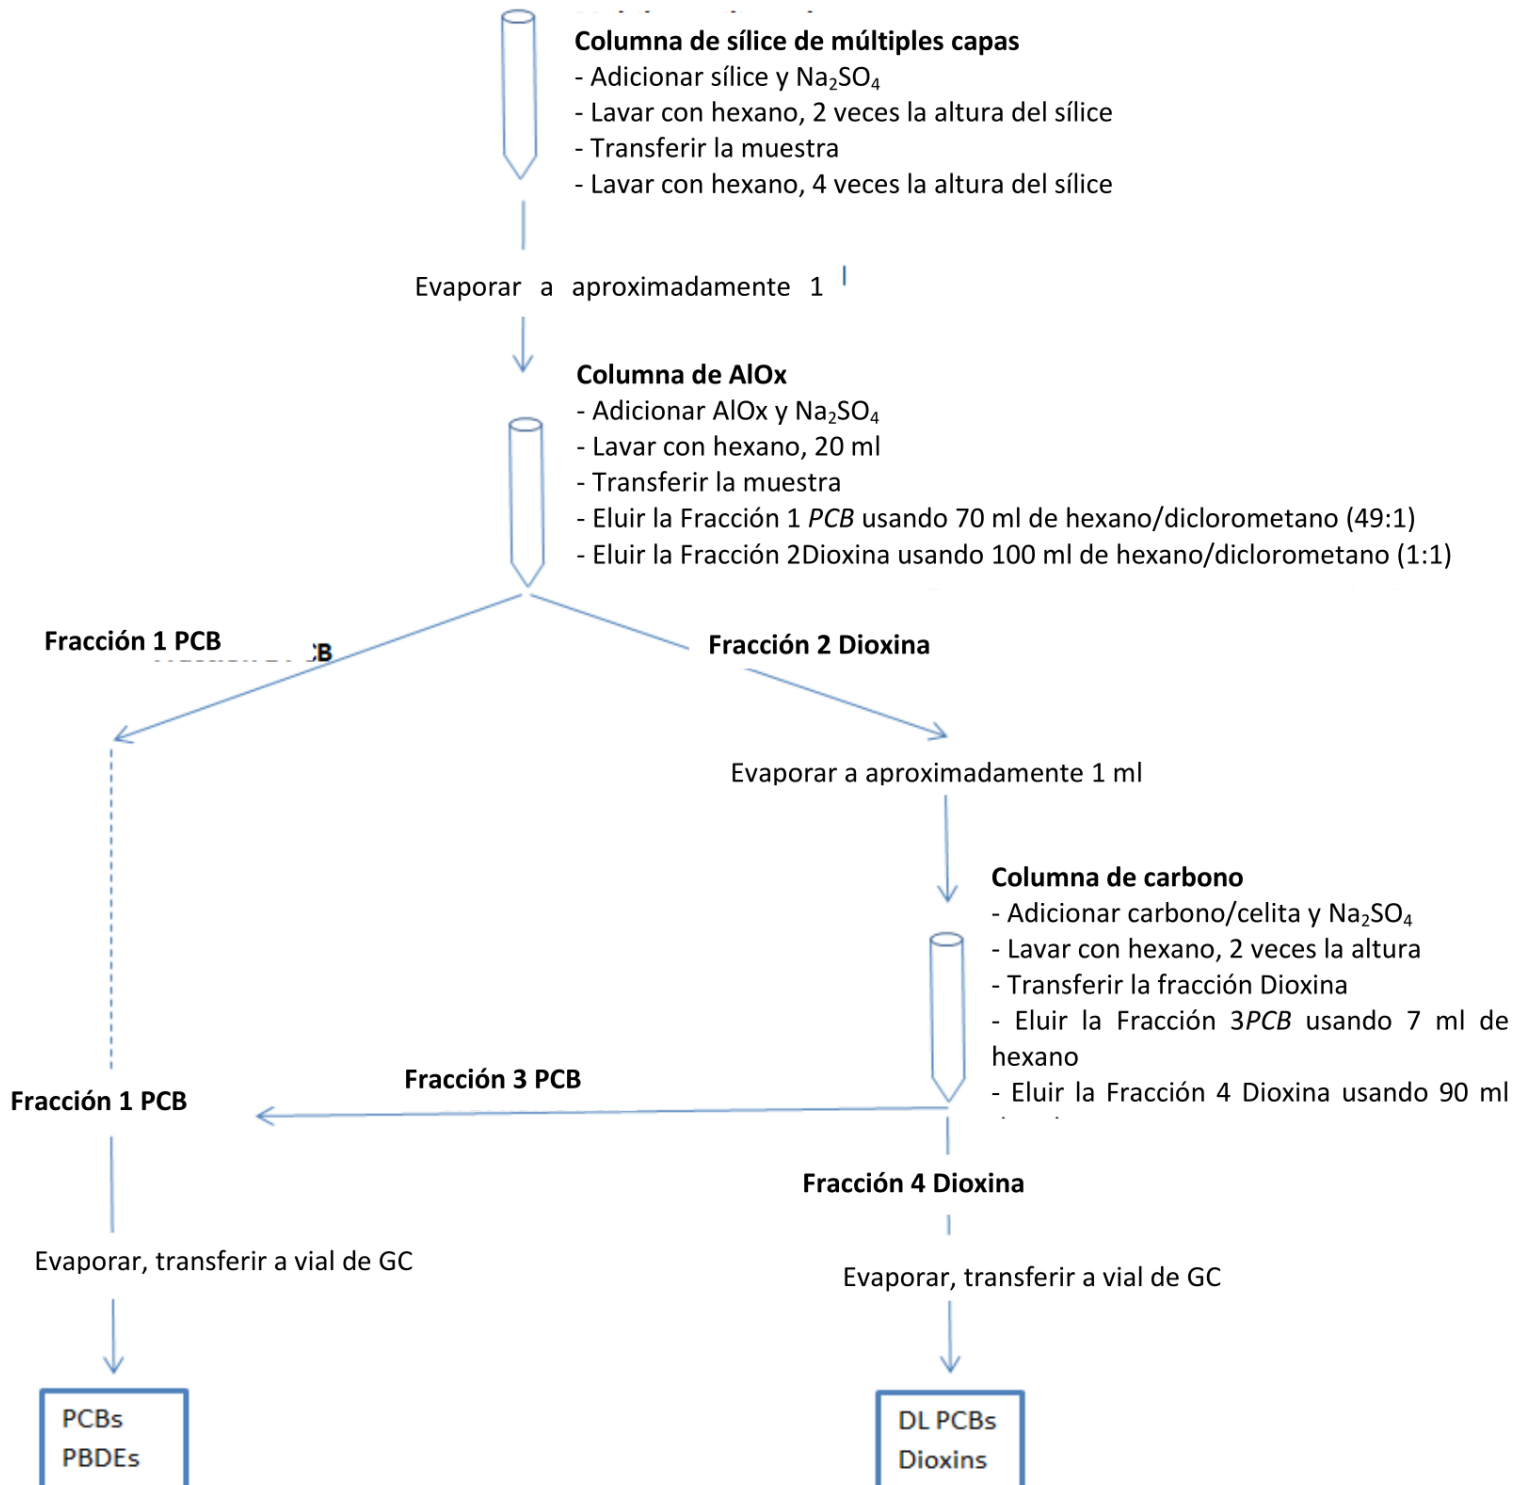 Columna de sílice de múltiples capas
- Adicionar sílice y Na₂SO₄
- Lavar con hexano, 2 veces la altura del sílice
- Transferir la muestra
- Lavar con hexano, 4 veces la altura del sílice
Evaporar a aproximadamente 1
Columna de AlOx
- Adicionar AlOx y Na₂SO₄
- Lavar con hexano, 20 ml
- Transferir la muestra
- Eluir la Fracción 1 PCB usando 70 ml de hexano/diclorometano (49:1)
- Eluir la Fracción 2Dioxina usando 100 ml de hexano/diclorometano (1:1)
Fracción 1 PCB
Fracción 2 Dioxina
Evaporar a aproximadamente 1 ml
Columna de carbono
- Adicionar carbono/celita y Na₂SO₄
- Lavar con hexano, 2 veces la altura
- Transferir la fracción Dioxina
- Eluir la Fracción 3PCB usando 7 ml de
hexano
- Eluir la Fracción 4 Dioxina usando 90 ml
Fracción 3 PCB
Fracción 1 PCB
Fracción 4 Dioxina
Evaporar, transferir a vial de GC
Evaporar, transferir a vial de GC
PCBs
PBDEs
DL PCBs
Dioxins